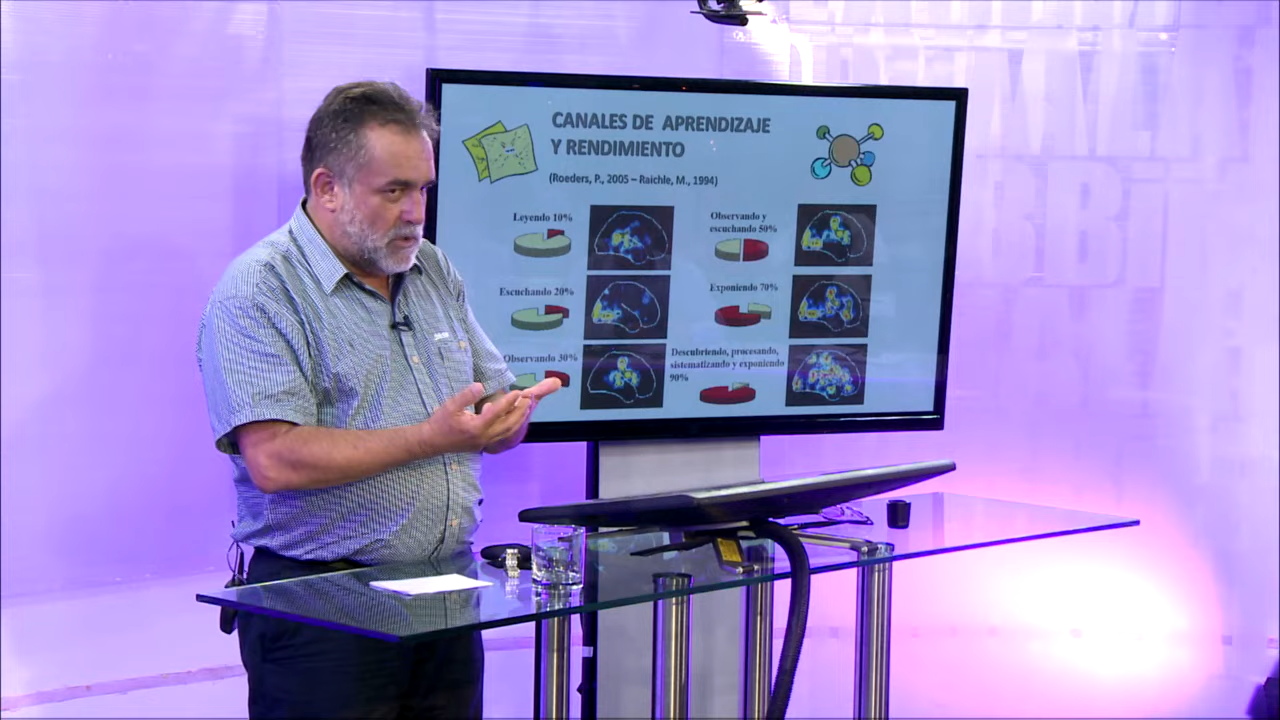 CANALES DE APRENDIZAJE
Y RENDIMIENTO
(Roeders, P., 2005 – Raichle, M., 1994)
Leyendo 10%
Observando y
escuchando 50%
Escuchando 20%
Exponiendo 70%
Observando 30%
Descubriendo, procesando,
sistematizando y exponiendo
90%